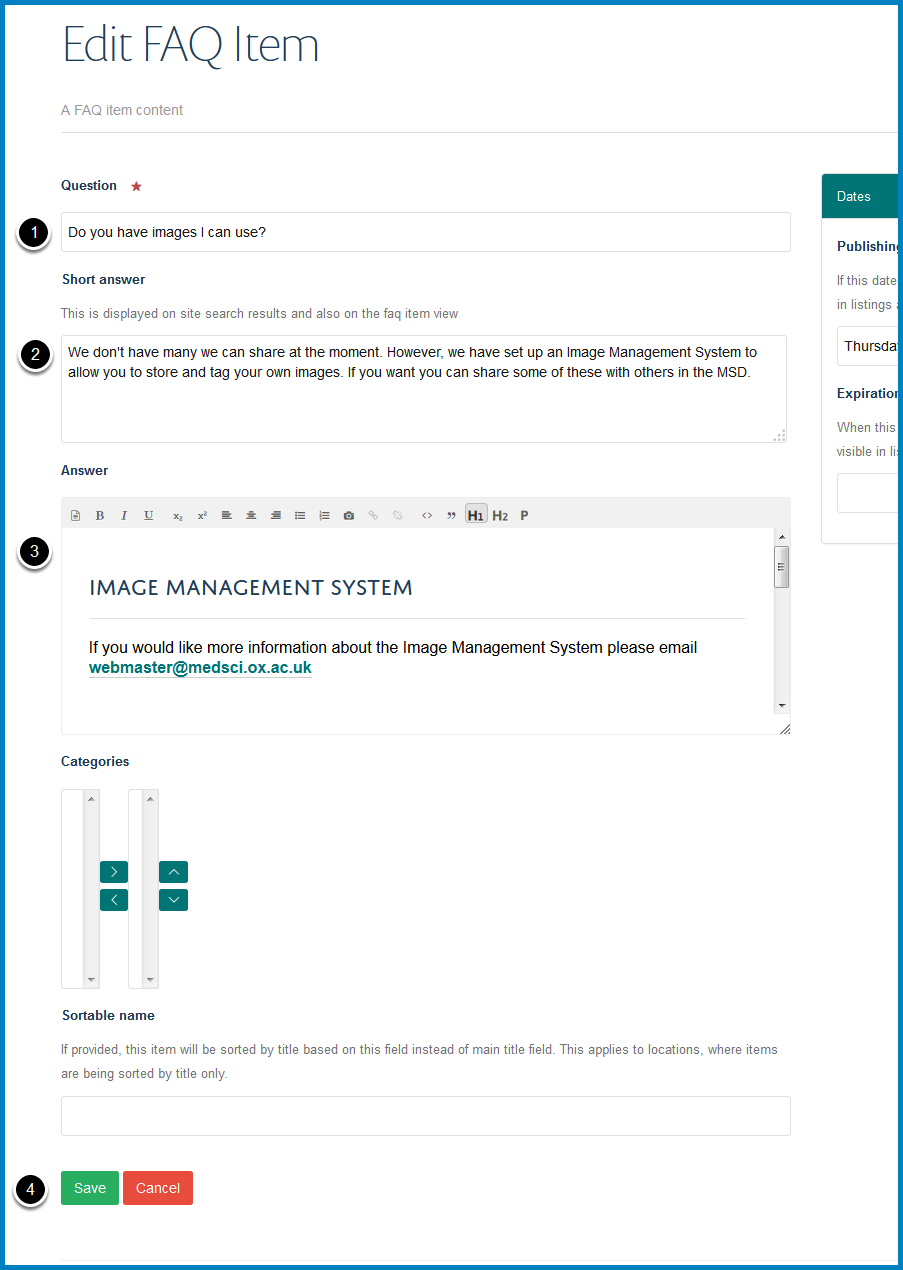 Edit FAQ Item
A FAQ item content
Question
1
Do you have images I can use?
Short answer
This is displayed on site search results and also on the faq item view
2
We don't have many we can share at the moment. However, we have set up an Image Management System to
allow you to store and tag your own images. If you want you can share some of these with others in the MSD.
Answer
B I U x₂ x² <> ” H1 H2 P
3
IMAGE MANAGEMENT SYSTEM
If you would like more information about the Image Management System please email
webmaster@medsci.ox.ac.uk
Categories
Sortable name
If provided, this item will be sorted by title based on this field instead of main title field. This applies to locations, where items
are being sorted by title only.
4
Save Cancel
Dates
Publishing
If this date
in listings
Thursda
Expiration
When this
visible in li